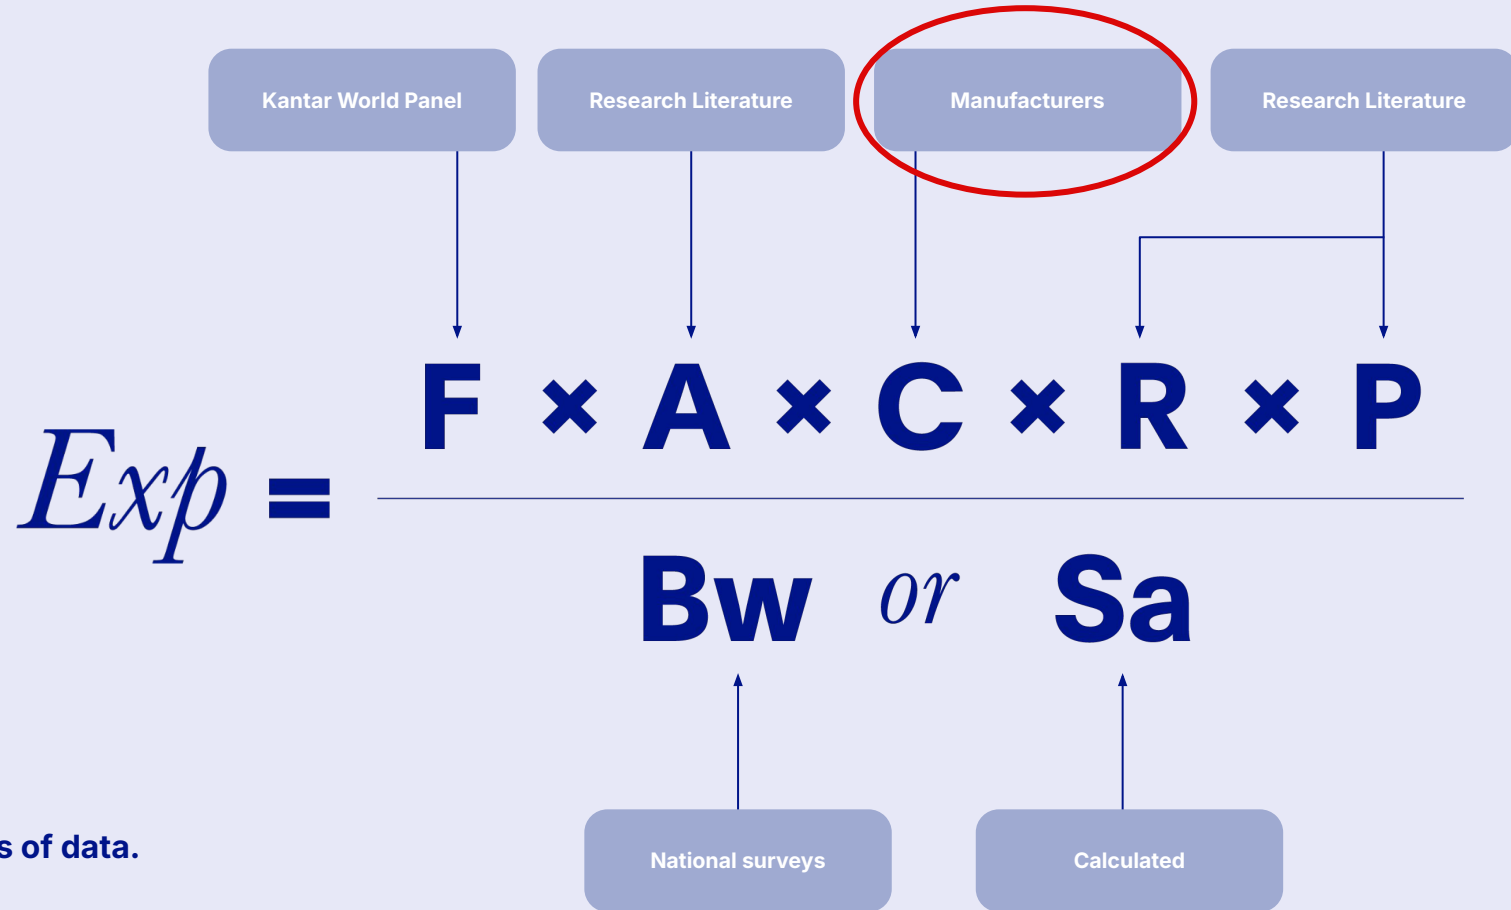 Kantar World Panel
Research Literature
Manufacturers
Research Literature
Exp = F × A × C × R × P
Bw or Sa
s of data.
National surveys
Calculated